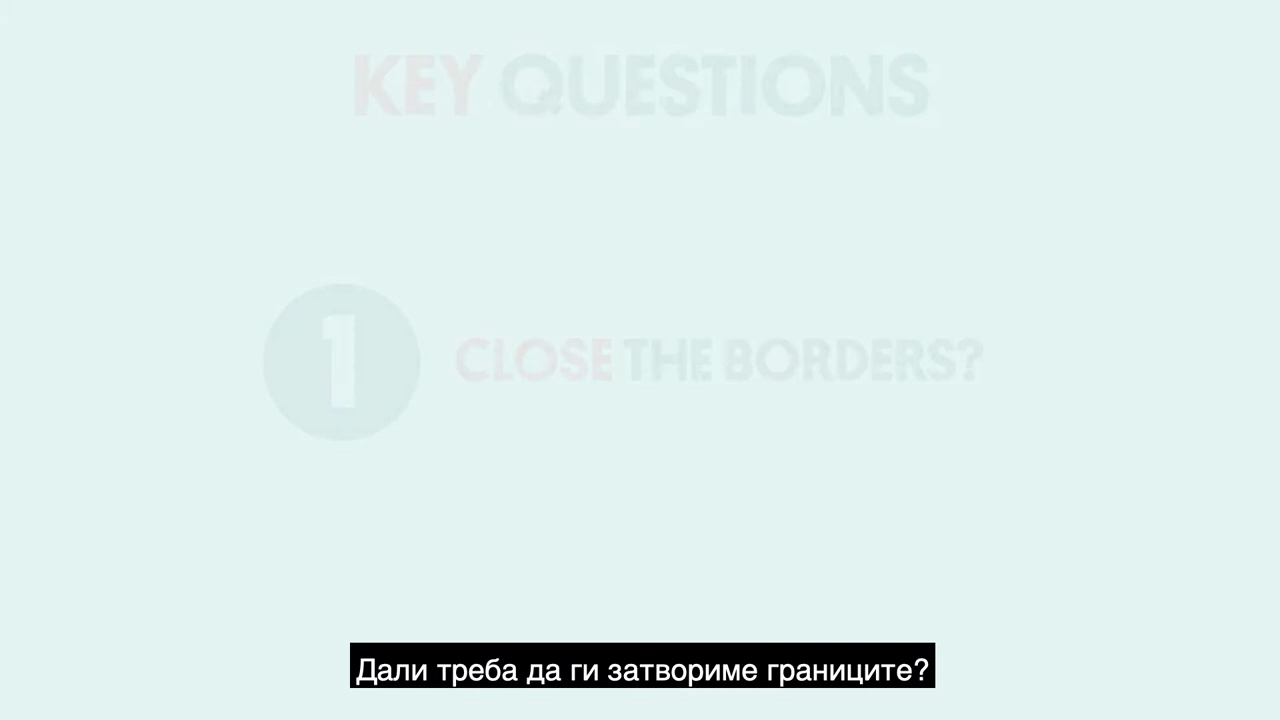 KEY QUESTIONS
1
CLOSE THE BORDERS?
Дали треба да ги затвориме границите?